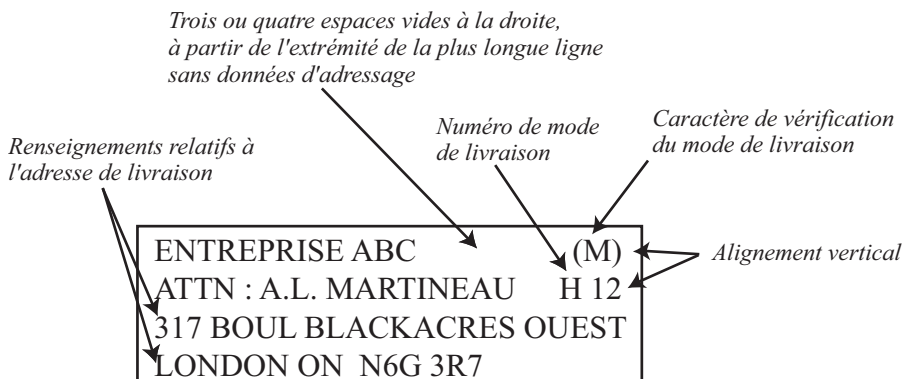 Trois ou quatre espaces vides à la droite,
à partir de l'extrémité de la plus longue ligne
sans données d'adressage
Numéro de mode
de livraison
Caractère de vérification
du mode de livraison
Renseignements relatifs à
l'adresse de livraison
ENTREPRISE ABC (M)
ATTN : A.L. MARTINEAU H 12
317 BOUL BLACKACRES OUEST
LONDON ON N6G 3R7
Alignement vertical